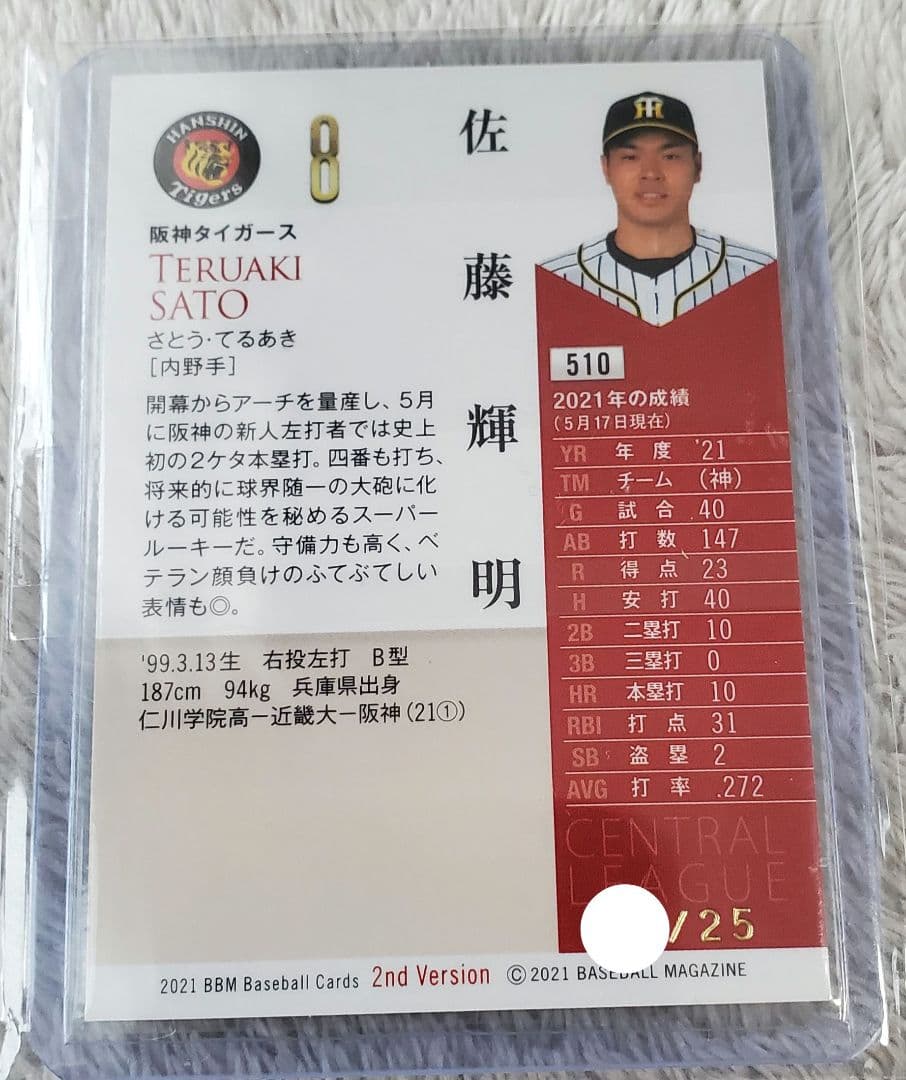 HANSHIN
Tigers
8
阪神タイガース
TERUAKI
SATO
さとう・てるあき
[内野手]
開幕からアーチを量産し、5月
に阪神の新人左打者では史上
初の2ケタ本塁打。四番も打ち、
将来的に球界随一の大砲に化
ける可能性を秘めるスーパー
ルーキーだ。守備力も高く、ベ
テラン顔負けのふてぶてしい
表情も◎。
'99.3.13生 右投左打 B型
187cm 94kg 兵庫県出身
仁川学院高ー近畿大ー阪神(21①)
佐藤輝明
510
2021年の成績
(5月17日現在)
YR 年度 '21
TM チーム (神)
G 試合 40
AB 打数 147
R 得点 23
H 安打 40
2B 二塁打 10
3B 三塁打 0
HR 本塁打 10
RBI 打点 31
SB 盗塁 2
AVG 打率 .272
CENTRAL
LEAGUE
/25
2021 BBM Baseball Cards 2nd Version ©2021 BASEBALL MAGAZINE